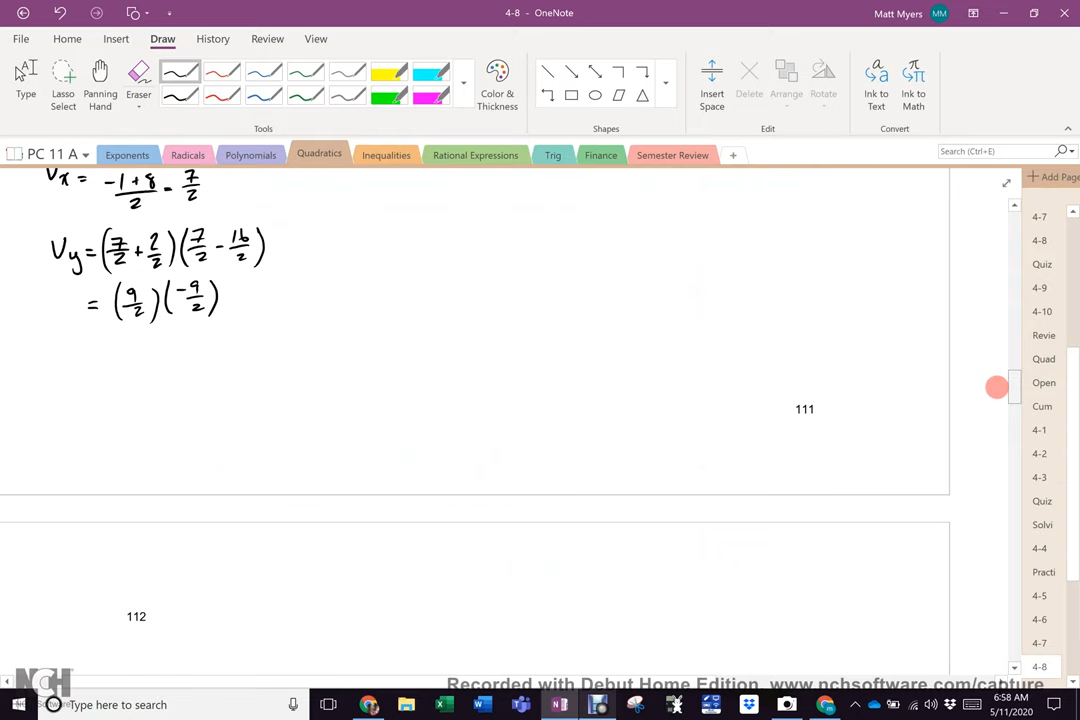 4-8 - OneNote
Matt Myers MM
File Home Insert Draw History Review View
Type
Lasso Select
Panning Hand
Eraser
Color & Thickness
Insert Space
Delete
Arrange
Rotate
Ink to Text
Ink to Math
Tools Shapes Edit Convert
PC 11 A Exponents Radicals Polynomials Quadratics Inequalities Rational Expressions Trig Finance Semester Review + Search (Ctrl+E)
+ Add Page
4-7
4-8
Quiz
4-9
4-10
Revie
Quad
Open
Cum
4-1
4-2
4-3
Quiz
Solvi
4-4
Practi
4-5
4-6
4-7
4-8
Vx = (-1+8)/2 = 7/2
Vy = (7/2 + 2/2)(7/2 - 16/2)
= (9/2)(-9/2)
111
112
NCH
Recorded with Debut Home Edition www.nchsoftware.com/capture
Type here to search
6:58 AM
5/11/2020